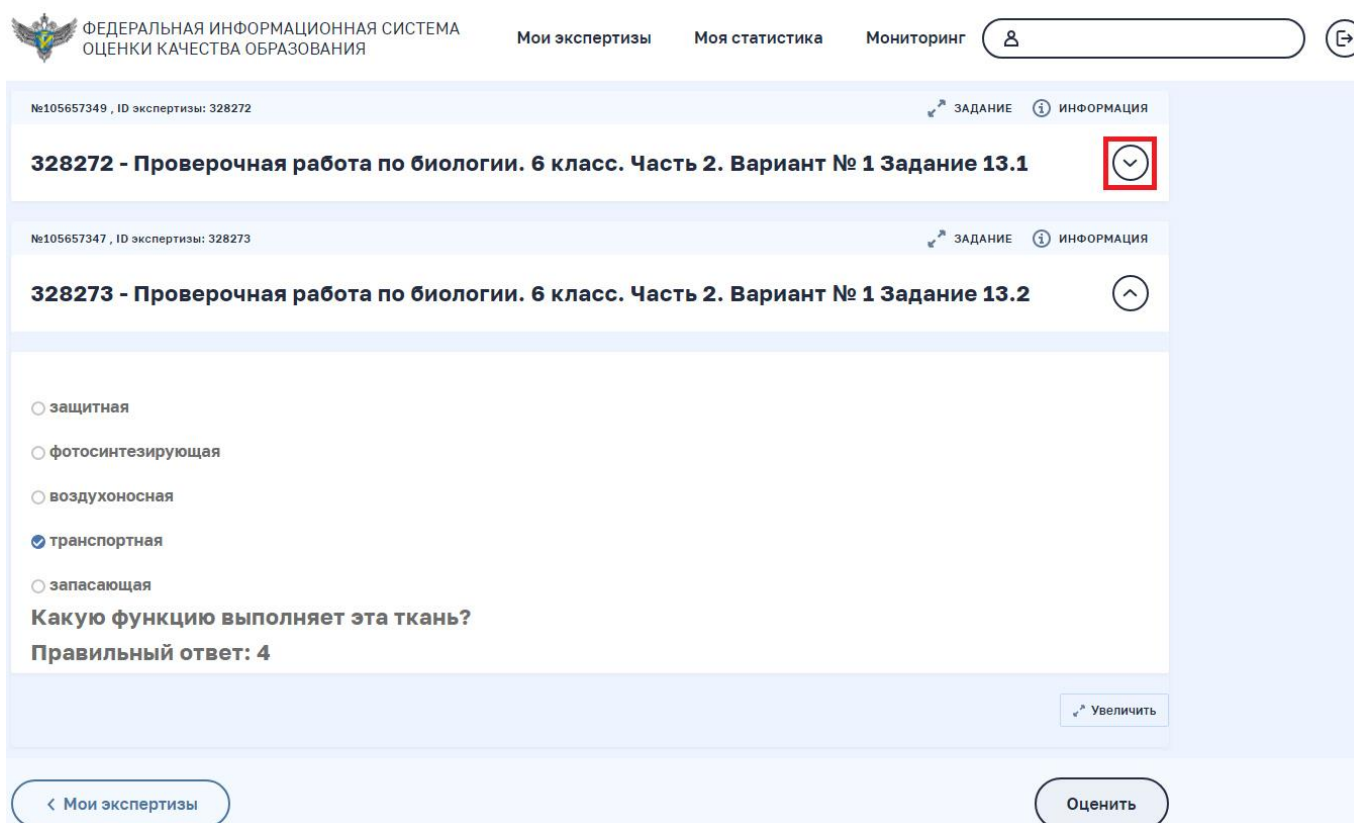 ФЕДЕРАЛЬНАЯ ИНФОРМАЦИОННАЯ СИСТЕМА
ОЦЕНКИ КАЧЕСТВА ОБРАЗОВАНИЯ
Мои экспертизы Моя статистика Мониторинг
№105657349 , ID экспертизы: 328272 ЗАДАНИЕ ИНФОРМАЦИЯ
328272 - Проверочная работа по биологии. 6 класс. Часть 2. Вариант № 1 Задание 13.1
№105657347 , ID экспертизы: 328273 ЗАДАНИЕ ИНФОРМАЦИЯ
328273 - Проверочная работа по биологии. 6 класс. Часть 2. Вариант № 1 Задание 13.2
защитная
фотосинтезирующая
воздухоносная
транспортная
запасающая
Какую функцию выполняет эта ткань?
Правильный ответ: 4
Увеличить
Мои экспертизы
Оценить